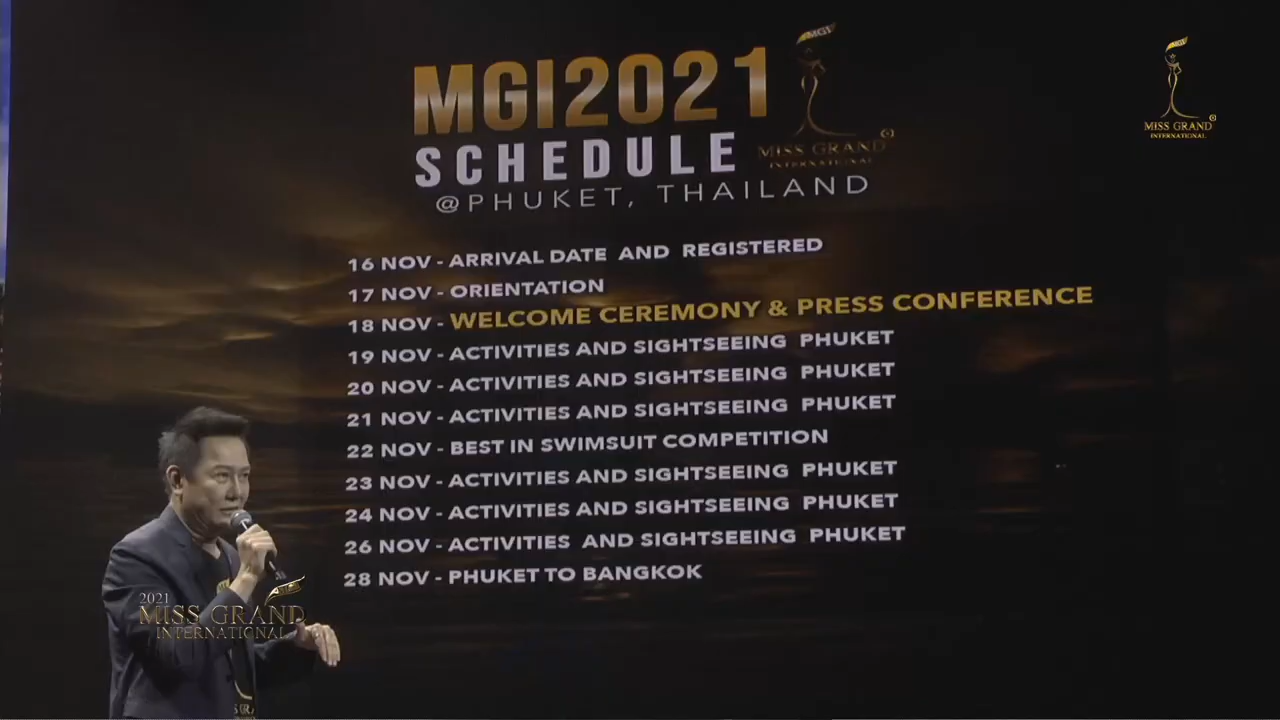 MGI2021
SCHEDULE
@PHUKET, THAILAND
MGI
MISS GRAND
INTERNATIONAL
16 NOV - ARRIVAL DATE AND REGISTERED
17 NOV - ORIENTATION
18 NOV - WELCOME CEREMONY & PRESS CONFERENCE
19 NOV - ACTIVITIES AND SIGHTSEEING PHUKET
20 NOV - ACTIVITIES AND SIGHTSEEING PHUKET
21 NOV - ACTIVITIES AND SIGHTSEEING PHUKET
22 NOV - BEST IN SWIMSUIT COMPETITION
23 NOV - ACTIVITIES AND SIGHTSEEING PHUKET
24 NOV - ACTIVITIES AND SIGHTSEEING PHUKET
26 NOV - ACTIVITIES AND SIGHTSEEING PHUKET
28 NOV - PHUKET TO BANGKOK
MISS GRAND
INTERNATIONAL
2021
MISS GRAND
INTERNATIONAL